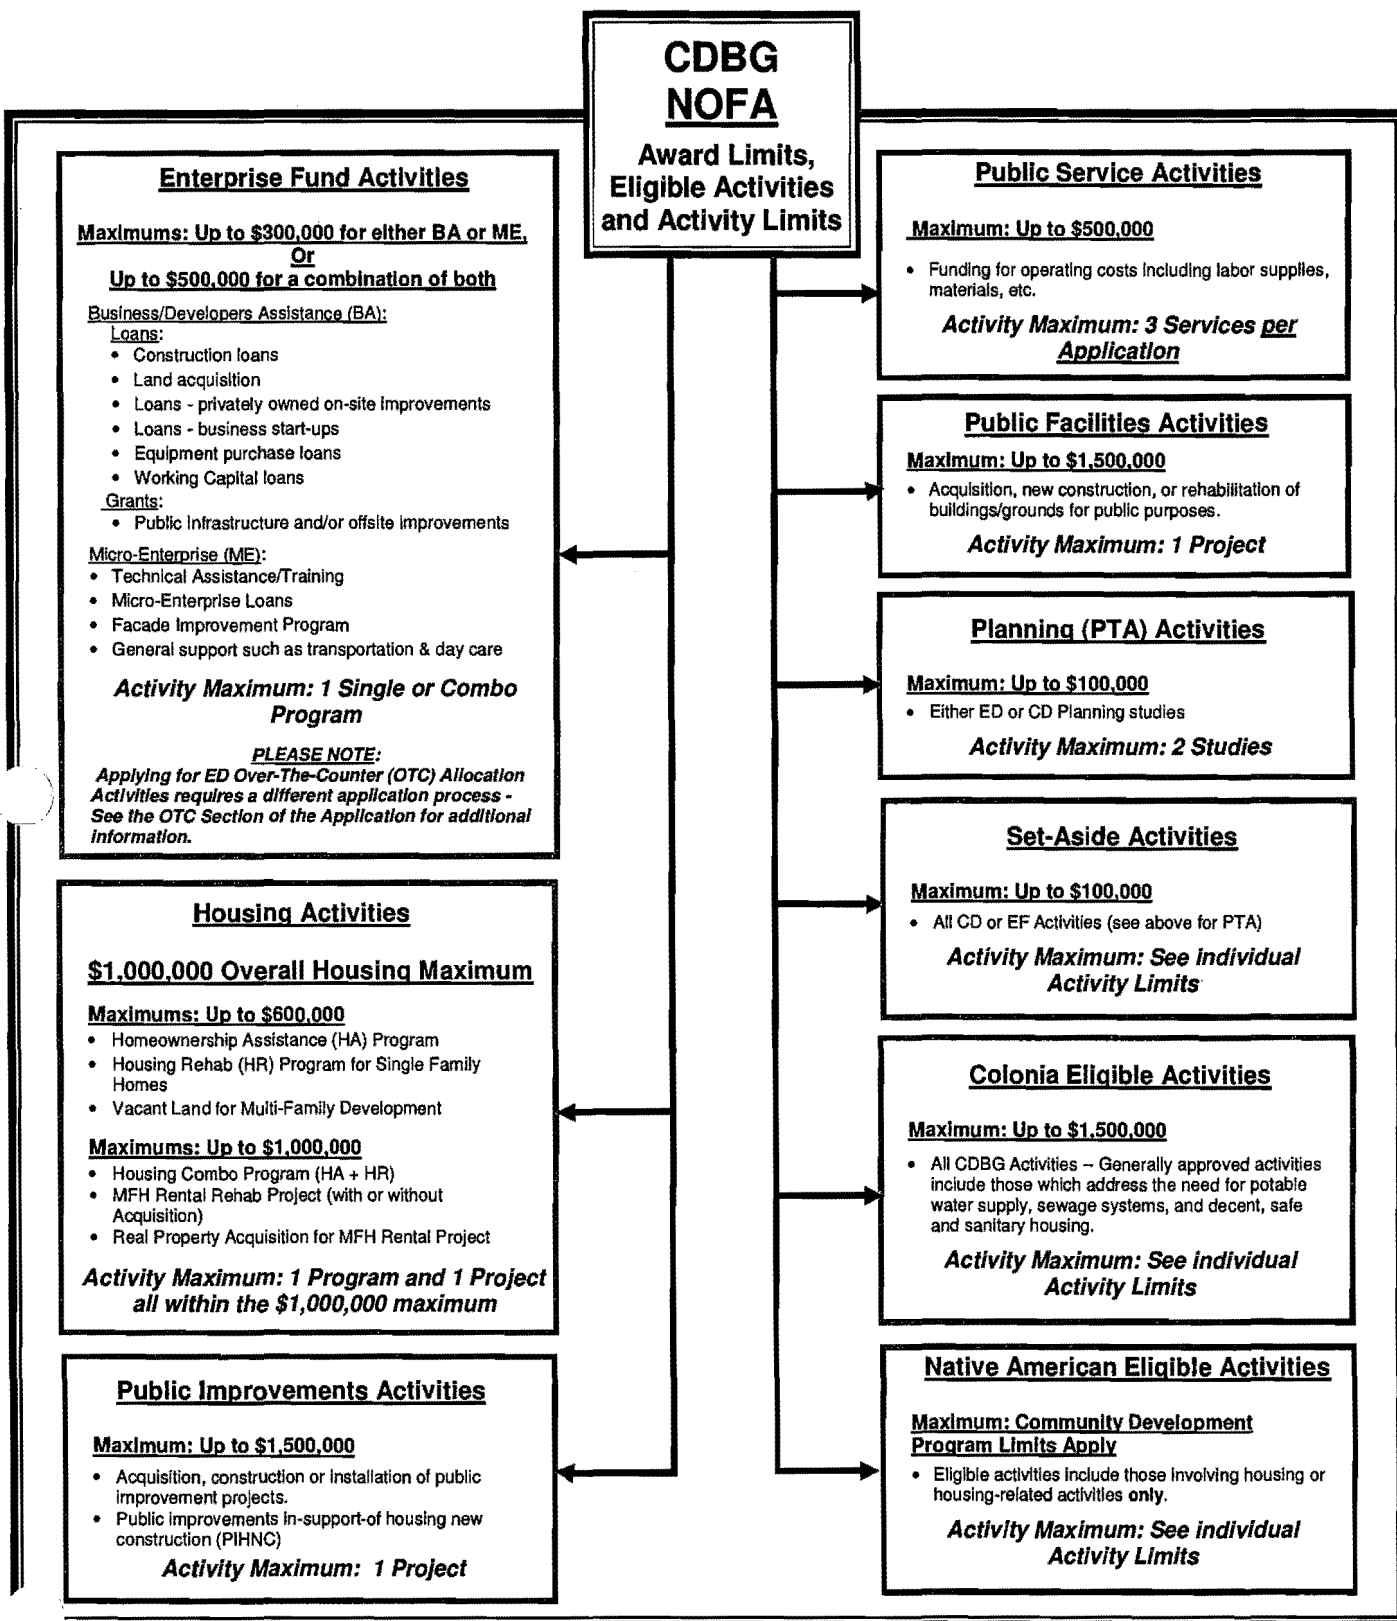 CDBG
NOFA
Award Limits,
Eligible Activities
and Activity Limits
Enterprise Fund Activities
Maximums: Up to $300,000 for either BA or ME,
Or
Up to $500,000 for a combination of both
Business/Developers Assistance (BA):
Loans:
• Construction loans
• Land acquisition
• Loans - privately owned on-site improvements
• Loans - business start-ups
• Equipment purchase loans
• Working Capital loans
Grants:
• Public Infrastructure and/or offsite improvements
Micro-Enterprise (ME):
• Technical Assistance/Training
• Micro-Enterprise Loans
• Facade Improvement Program
• General support such as transportation & day care
Activity Maximum: 1 Single or Combo
Program
PLEASE NOTE:
Applying for ED Over-The-Counter (OTC) Allocation
Activities requires a different application process -
See the OTC Section of the Application for additional
information.
Housing Activities
$1,000,000 Overall Housing Maximum
Maximums: Up to $600,000
• Homeownership Assistance (HA) Program
• Housing Rehab (HR) Program for Single Family
Homes
• Vacant Land for Multi-Family Development
Maximums: Up to $1,000,000
• Housing Combo Program (HA + HR)
• MFH Rental Rehab Project (with or without
Acquisition)
• Real Property Acquisition for MFH Rental Project
Activity Maximum: 1 Program and 1 Project
all within the $1,000,000 maximum
Public Improvements Activities
Maximum: Up to $1,500,000
• Acquisition, construction or installation of public
improvement projects.
• Public improvements in-support-of housing new
construction (PIHNC)
Activity Maximum: 1 Project
Public Service Activities
Maximum: Up to $500,000
• Funding for operating costs including labor supplies,
materials, etc.
Activity Maximum: 3 Services per
Application
Public Facilities Activities
Maximum: Up to $1,500,000
• Acquisition, new construction, or rehabilitation of
buildings/grounds for public purposes.
Activity Maximum: 1 Project
Planning (PTA) Activities
Maximum: Up to $100,000
• Either ED or CD Planning studies
Activity Maximum: 2 Studies
Set-Aside Activities
Maximum: Up to $100,000
• All CD or EF Activities (see above for PTA)
Activity Maximum: See individual
Activity Limits
Colonia Eligible Activities
Maximum: Up to $1,500,000
• All CDBG Activities – Generally approved activities
include those which address the need for potable
water supply, sewage systems, and decent, safe
and sanitary housing.
Activity Maximum: See individual
Activity Limits
Native American Eligible Activities
Maximum: Community Development
Program Limits Apply
• Eligible activities include those involving housing or
housing-related activities only.
Activity Maximum: See individual
Activity Limits